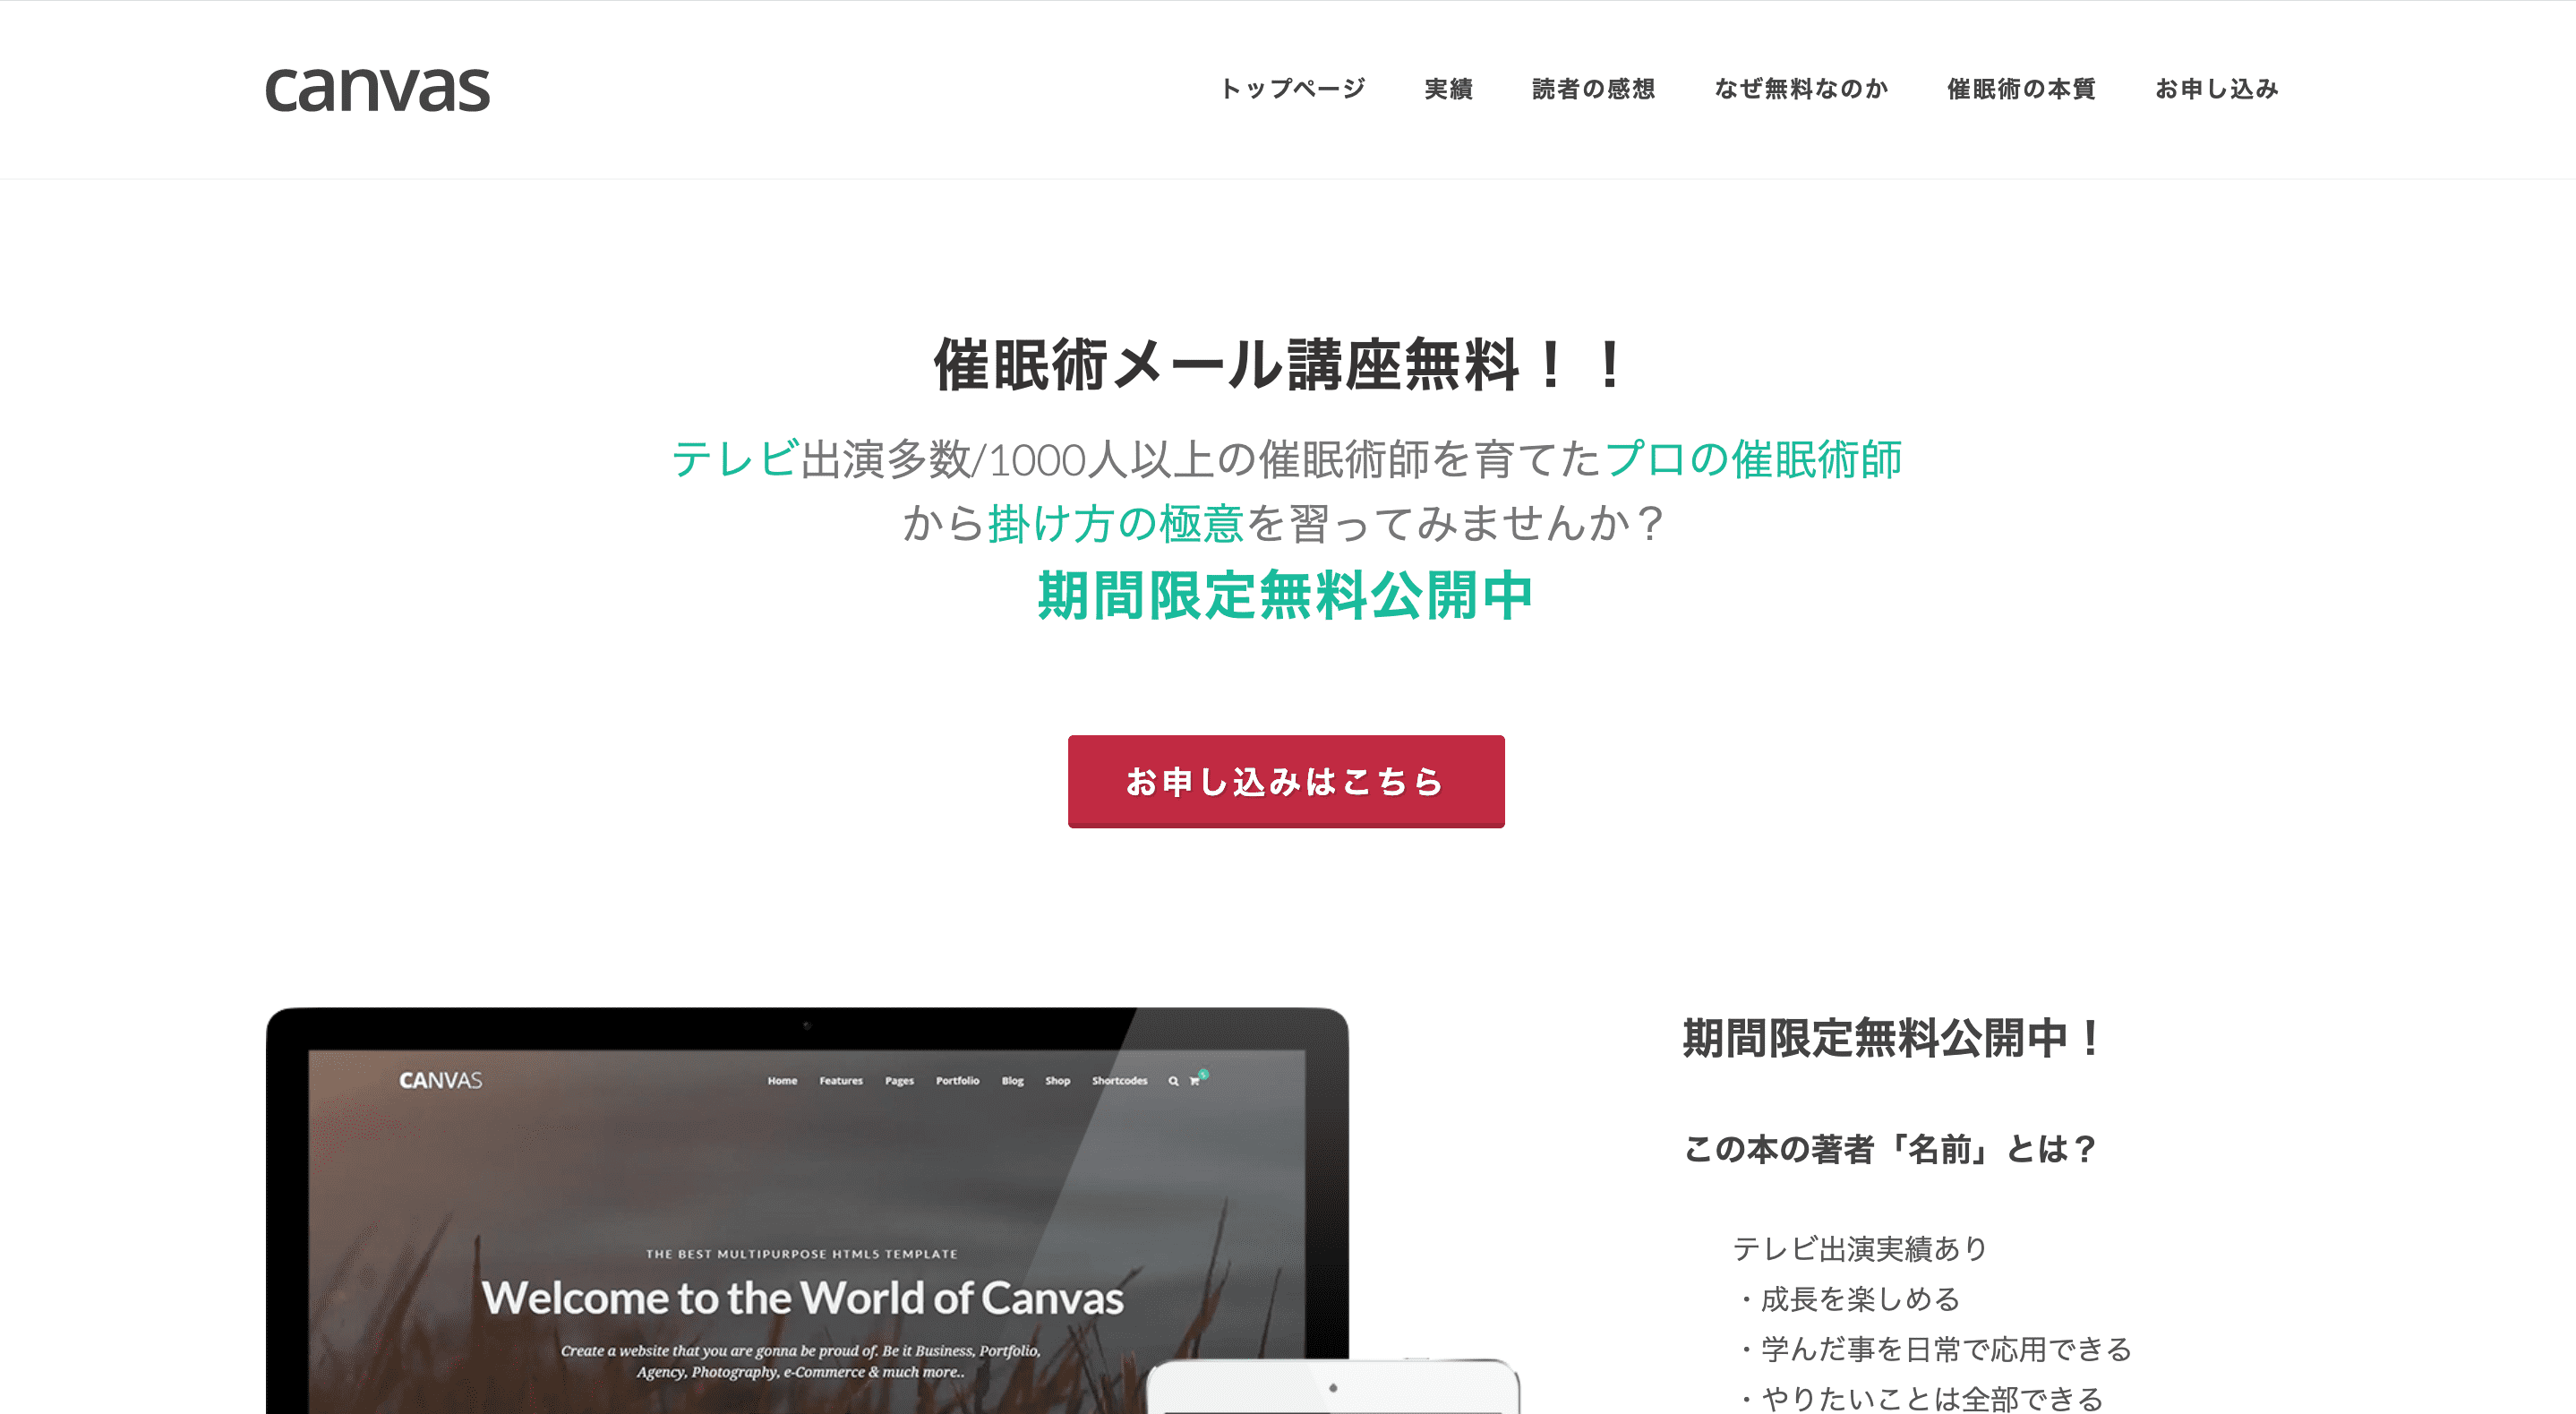 canvas
トップページ 実績 読者の感想 なぜ無料なのか 催眠術の本質 お申し込み
催眠術メール講座無料！！
テレビ出演多数/1000人以上の催眠術師を育てたプロの催眠術師
から掛け方の極意を習ってみませんか？
期間限定無料公開中
お申し込みはこちら
CANVAS Home Features Pages Portfolio Blog Shop Shortcodes
THE BEST MULTIPURPOSE HTML5 TEMPLATE
Welcome to the World of Canvas
Create a website that you are gonna be proud of. Be it Business, Portfolio,
Agency, Photography, e-Commerce & much more..
期間限定無料公開中！
この本の著者「名前」とは？
テレビ出演実績あり
・成長を楽しめる
・学んだ事を日常で応用できる
・やりたいことは全部できる